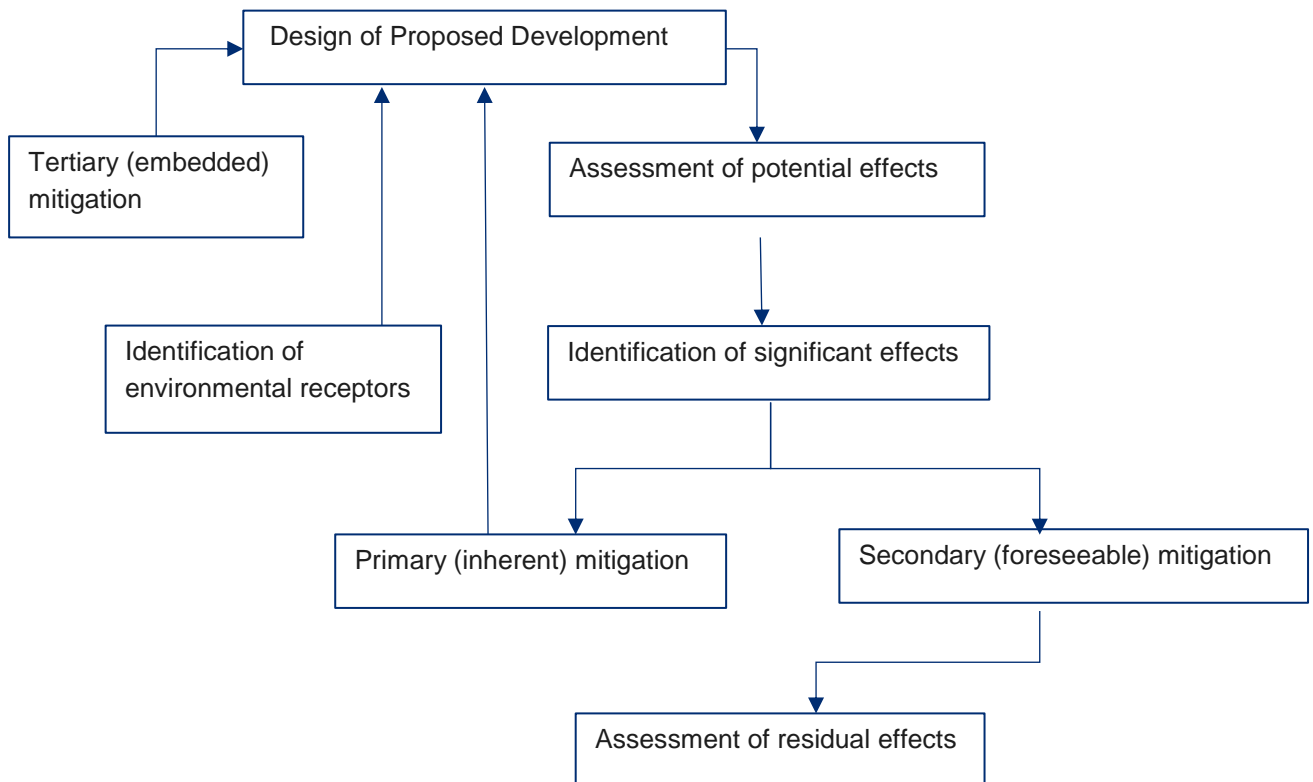 Design of Proposed Development
Tertiary (embedded)
mitigation
Assessment of potential effects
Identification of
environmental receptors
Identification of significant effects
Primary (inherent) mitigation
Secondary (foreseeable) mitigation
Assessment of residual effects